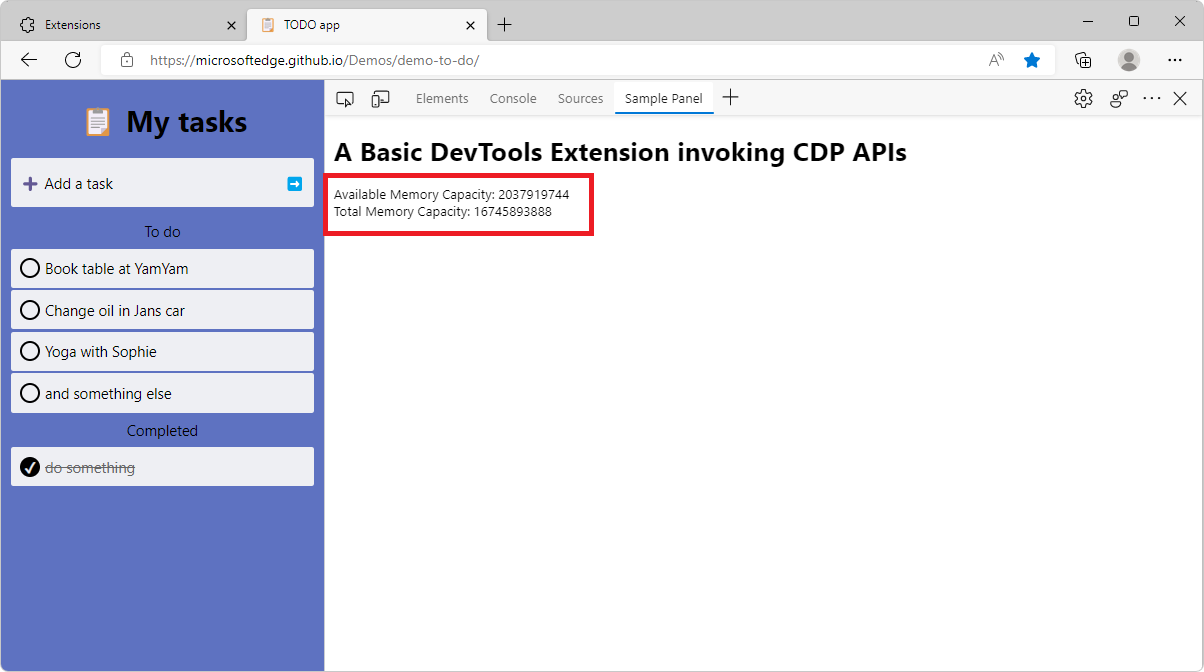 Extensions
TODO app
https://microsoftedge.github.io/Demos/demo-to-do/
My tasks
Add a task
To do
Book table at YamYam
Change oil in Jans car
Yoga with Sophie
and something else
Completed
do something
Elements Console Sources Sample Panel
A Basic DevTools Extension invoking CDP APIs
Available Memory Capacity: 2037919744
Total Memory Capacity: 16745893888